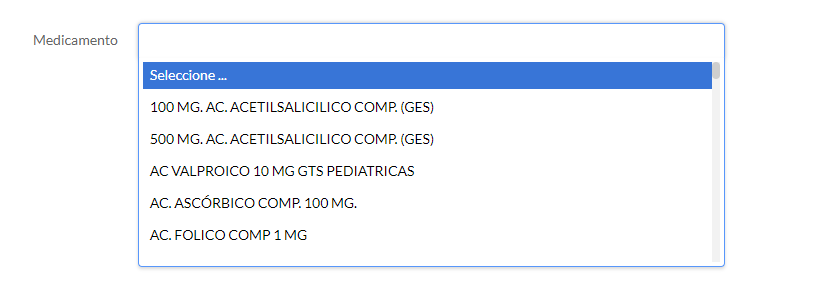 Medicamento
Seleccione ...
100 MG. AC. ACETILSALICILICO COMP. (GES)
500 MG. AC. ACETILSALICILICO COMP. (GES)
AC VALPROICO 10 MG GTS PEDIATRICAS
AC. ASCÓRBICO COMP. 100 MG.
AC. FOLICO COMP 1 MG